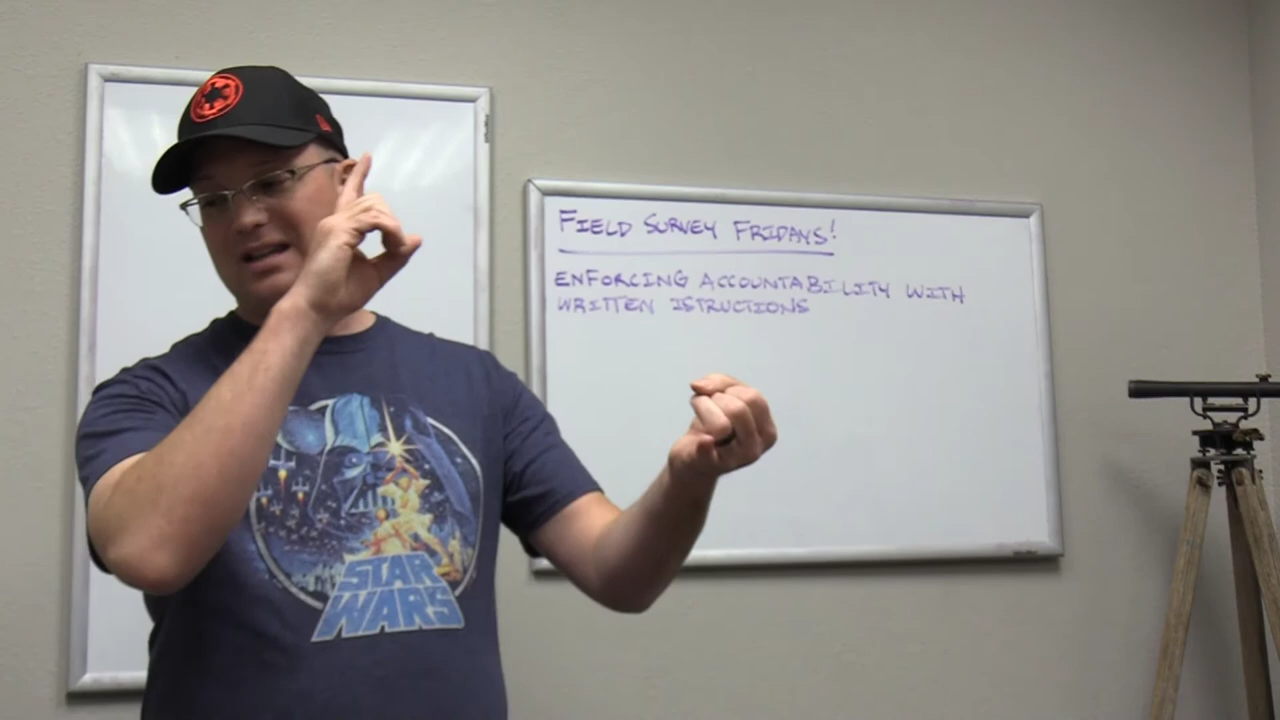 FIELD SURVEY FRIDAYS!
ENFORCING ACCOUNTABILITY WITH
WRITTEN ISTRUCTIONS
STAR
WARS